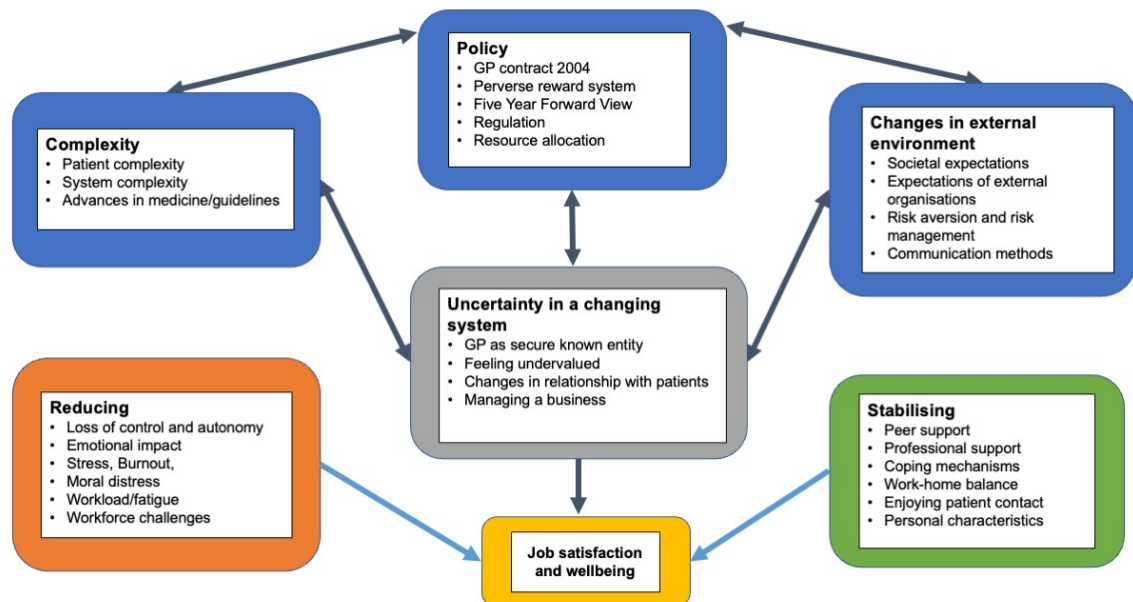 Policy
• GP contract 2004
• Perverse reward system
• Five Year Forward View
• Regulation
• Resource allocation
Complexity
• Patient complexity
• System complexity
• Advances in medicine/guidelines
Changes in external
environment
• Societal expectations
• Expectations of external
organisations
• Risk aversion and risk
management
• Communication methods
Uncertainty in a changing
system
• GP as secure known entity
• Feeling undervalued
• Changes in relationship with patients
• Managing a business
Reducing
• Loss of control and autonomy
• Emotional impact
• Stress, Burnout,
• Moral distress
• Workload/fatigue
• Workforce challenges
Stabilising
• Peer support
• Professional support
• Coping mechanisms
• Work-home balance
• Enjoying patient contact
• Personal characteristics
Job satisfaction
and wellbeing